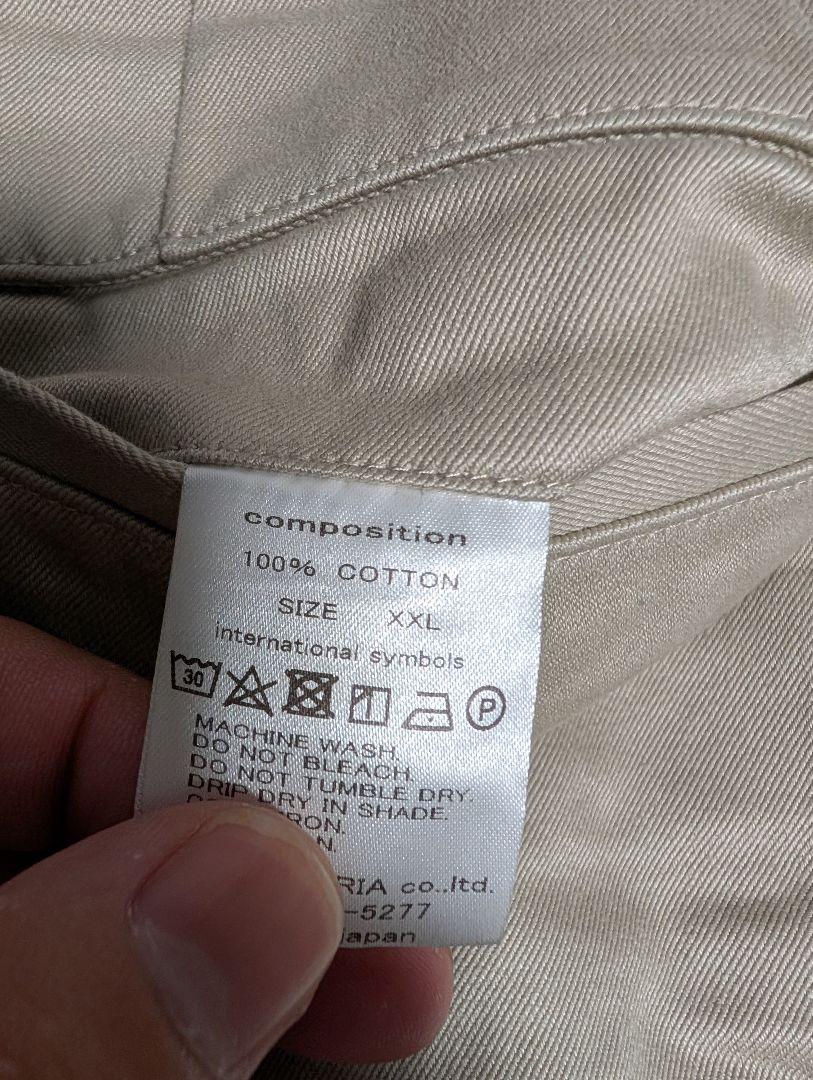 composition
100% COTTON
SIZE XXL
international symbols
30 P
MACHINE WASH.
DO NOT BLEACH.
DO NOT TUMBLE DRY.
DRIP DRY IN SHADE.
RON.
N.
RIA co.,ltd.
-5277
japan